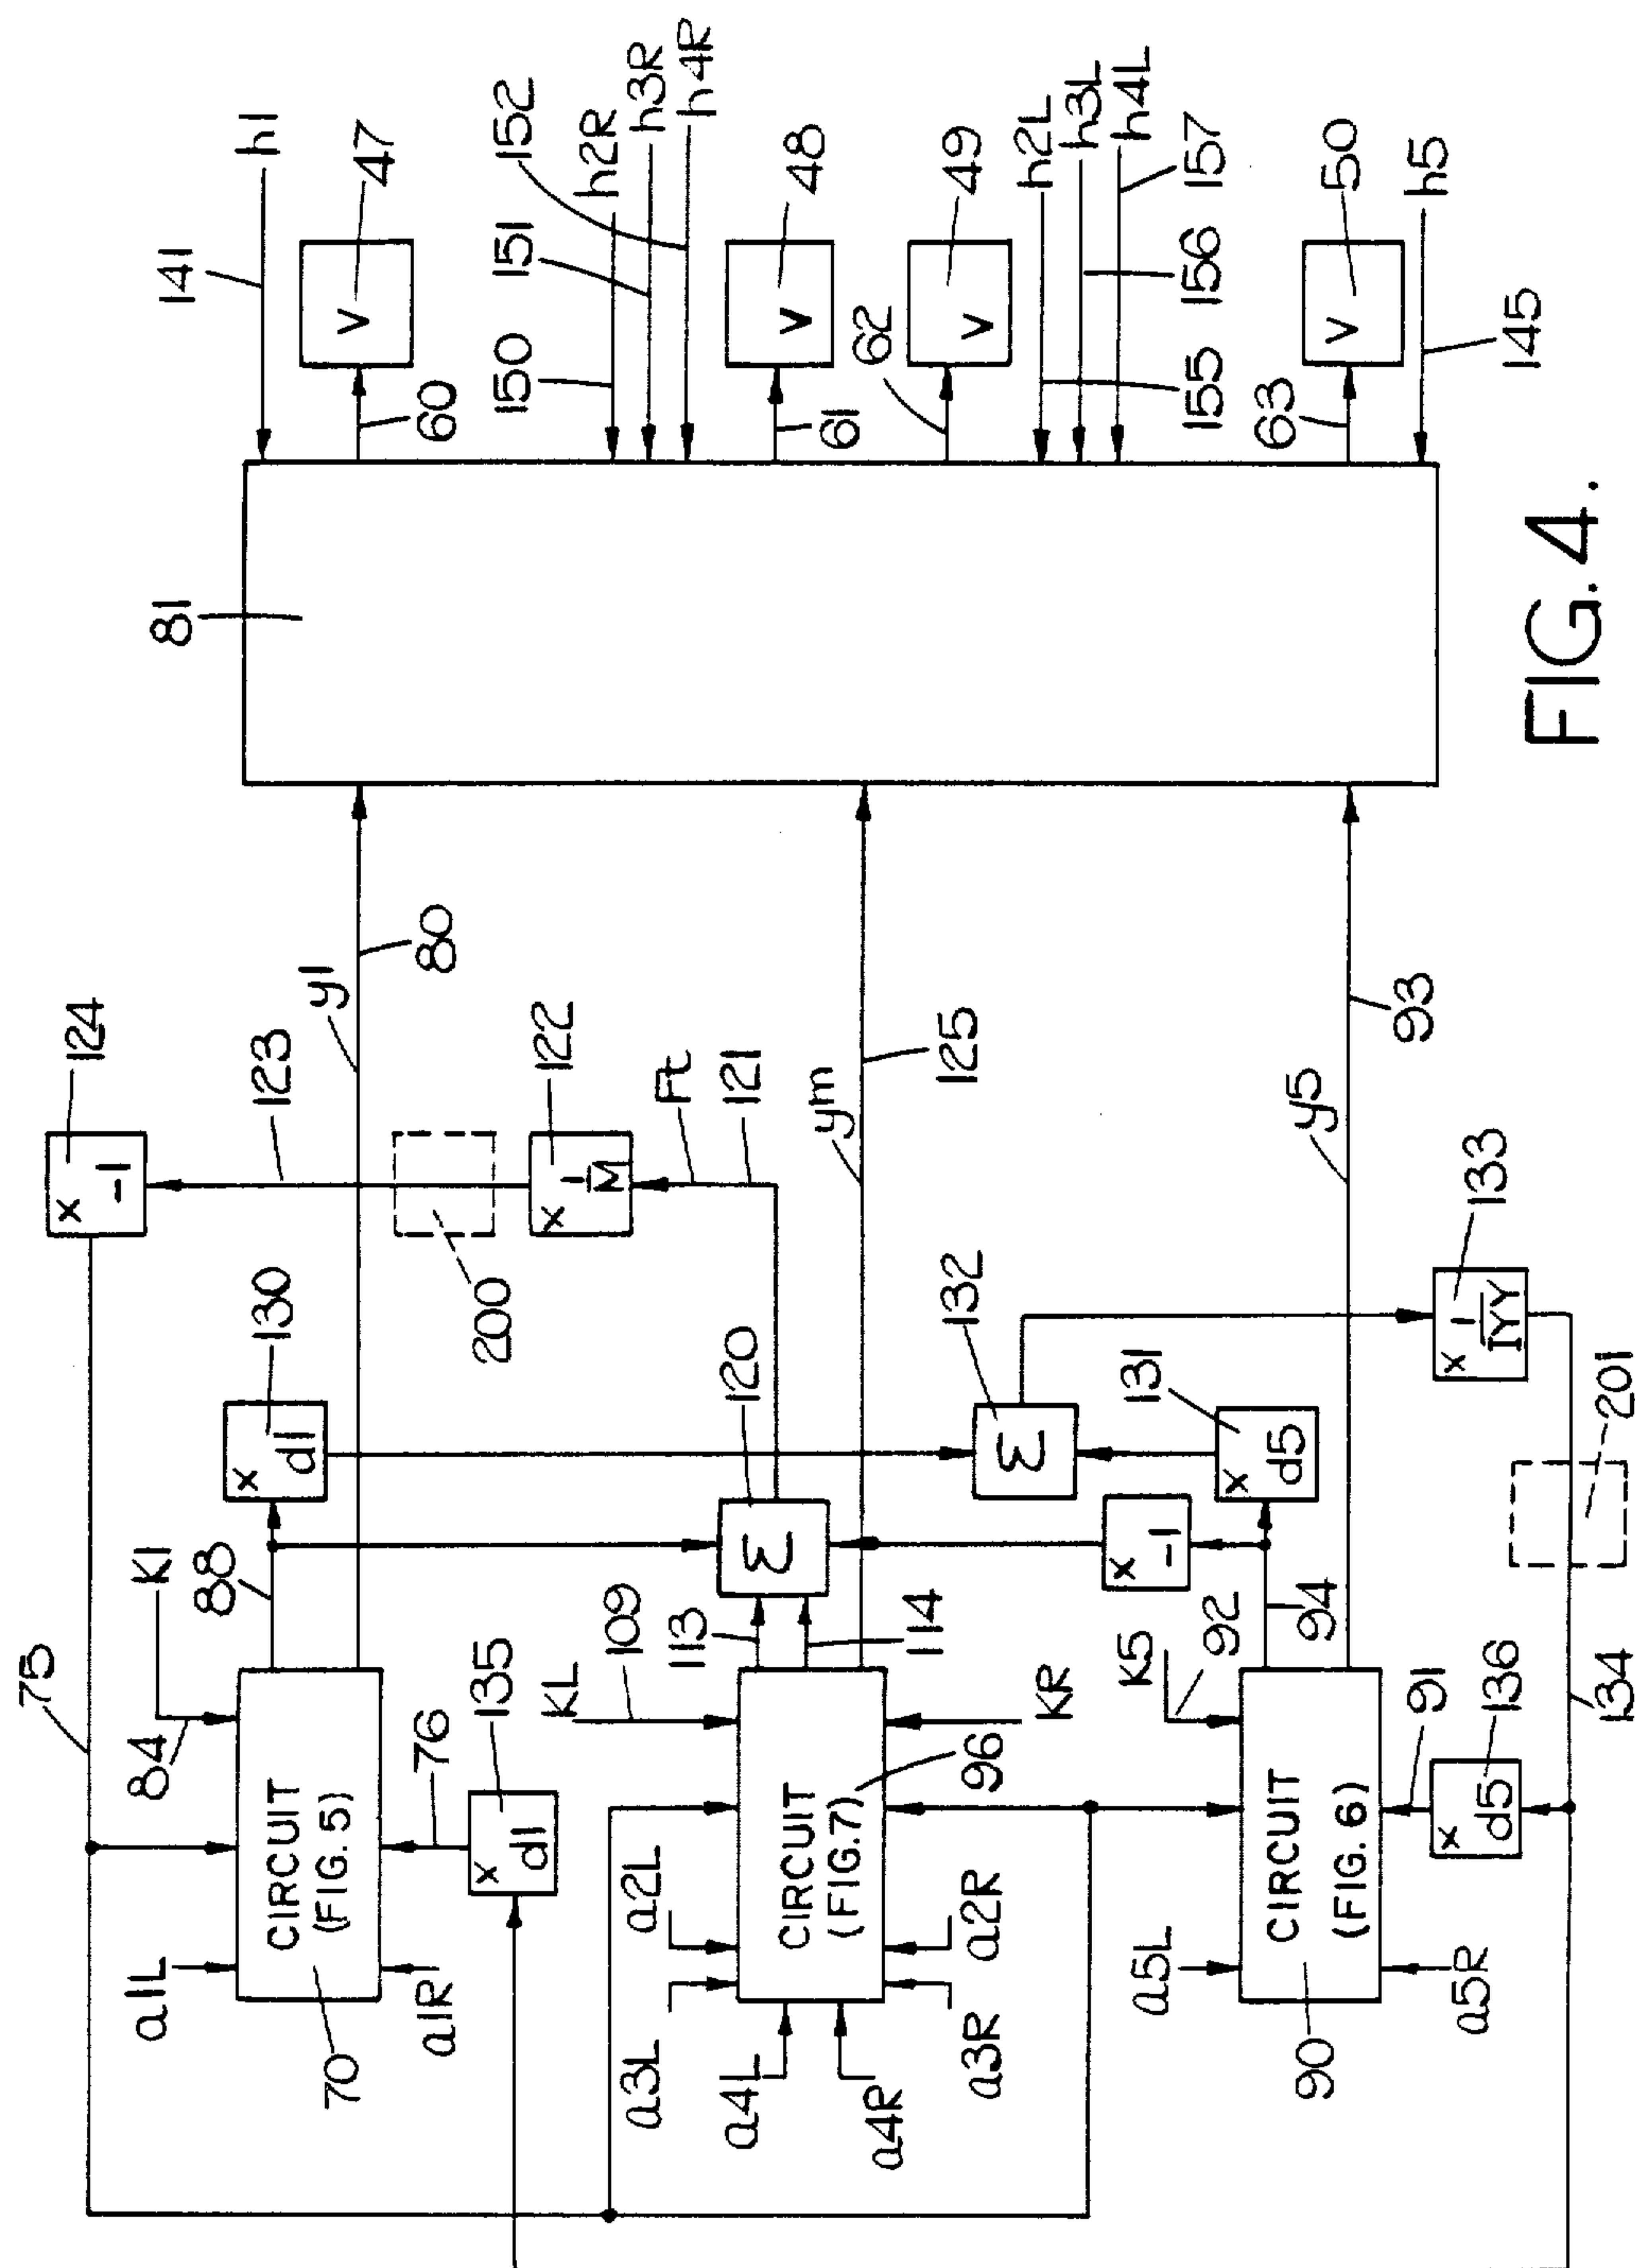 75
124
x -1
123
K1
84
88
130
x d1
y1
80
81
141
h1
a1L
CIRCUIT
(FIG. 5)
70
a1R
76
135
x d1
200
122
x 1/M
Ft
121
60
47
V
150
151
152
h2R
h3R
h4R
KL
109
113
114
120
Σ
a2L
a3L
a4L
a4R
a3R
a2R
CIRCUIT
(FIG.7)
96
KR
ym
125
61
48
V
62
49
V
132
Σ
131
x d5
x -1
h2L
h3L
h4L
155
156
157
K5
92
94
a5L
CIRCUIT
(FIG. 6)
90
a5R
91
136
x d5
y5
93
133
x 1/IYY
134
201
63
50
V
h5
145
FIG. 4.